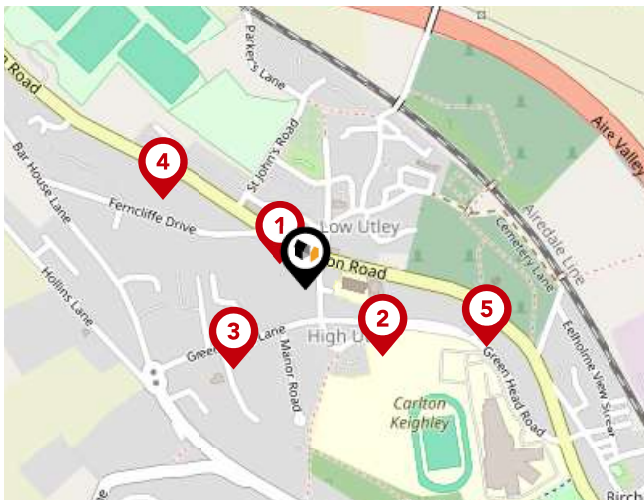 n Road
Parker's Lane
Aire Valley
St John's Road
Bar House Lane
4
Ferncliffe Drive
1
Low Utley
on Road
Cemetery Lane
Airedale Line
Hollins Lane
3
2
5
Green
Lane
High U
Manor Road
Green Head Road
Eelholme View Street
Carlton
Keighley
Birch